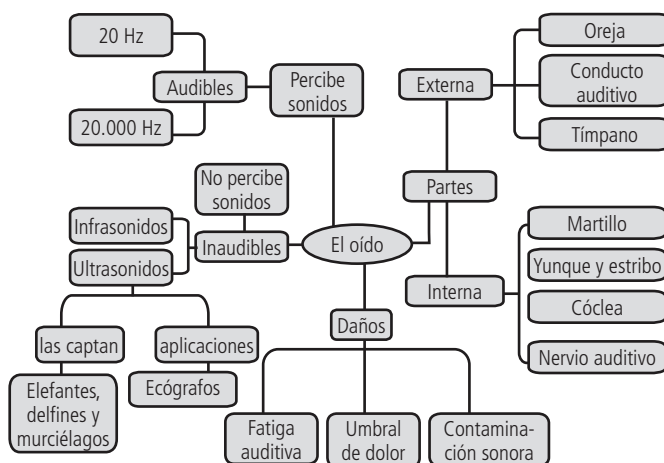 20 Hz
Audibles
20.000 Hz
Percibe
sonidos
No percibe
sonidos
Infrasonidos
Ultrasonidos
Inaudibles
El oído
las captan
aplicaciones
Elefantes,
delfines y
murciélagos
Ecógrafos
Daños
Fatiga
auditiva
Umbral
de dolor
Contamina-
ción sonora
Partes
Externa
Oreja
Conducto
auditivo
Tímpano
Interna
Martillo
Yunque y estribo
Cóclea
Nervio auditivo